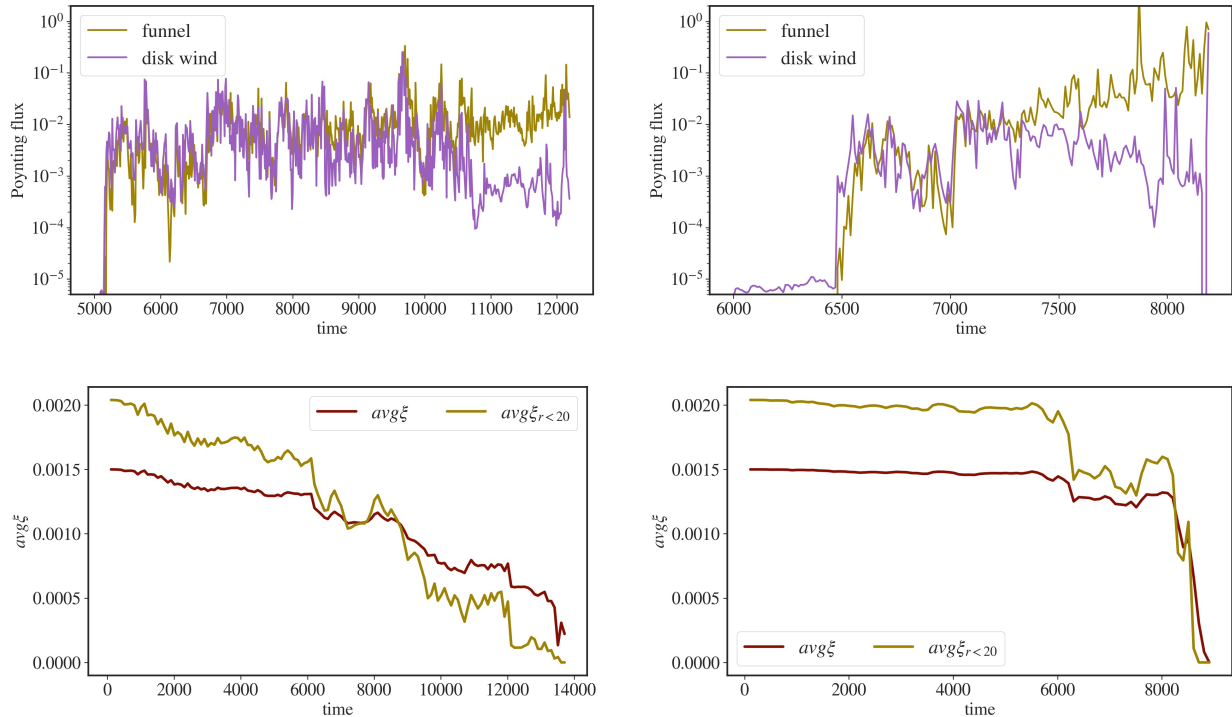 10⁰
10⁻¹
10⁻²
10⁻³
10⁻⁴
10⁻⁵
Poynting flux
funnel
disk wind
5000 6000 7000 8000 9000 10000 11000 12000
time
10⁰
10⁻¹
10⁻²
10⁻³
10⁻⁴
10⁻⁵
Poynting flux
funnel
disk wind
6000 6500 7000 7500 8000
time
0.0020
0.0015
0.0010
0.0005
0.0000
avgξ
avgξ avgξ_{r<20}
0 2000 4000 6000 8000 10000 12000 14000
time
0.0020
0.0015
0.0010
0.0005
0.0000
avgξ
avgξ avgξ_{r<20}
0 2000 4000 6000 8000
time